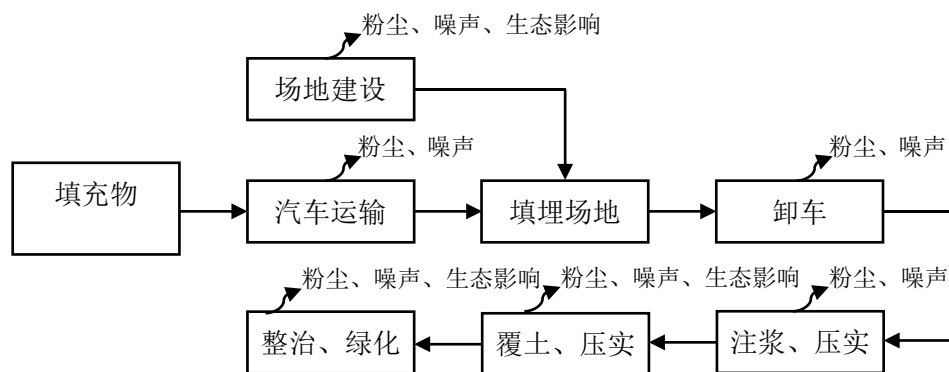 粉尘、噪声、生态影响
场地建设
粉尘、噪声
粉尘、噪声
填充物
汽车运输
填埋场地
卸车
粉尘、噪声、生态影响
粉尘、噪声、生态影响
粉尘、噪声
整治、绿化
覆土、压实
注浆、压实